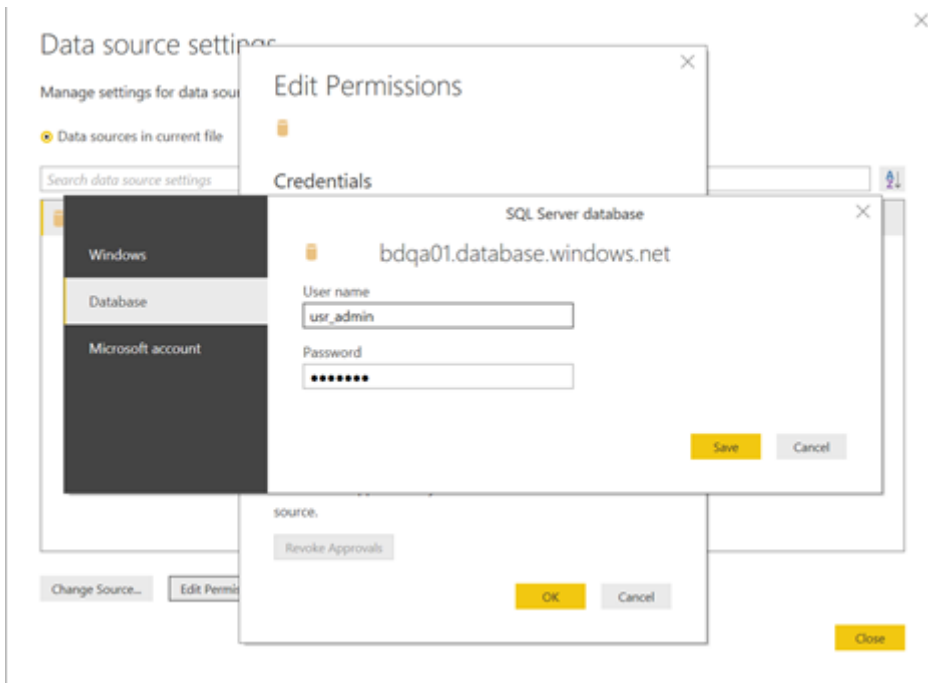 Data source settings
Manage settings for data sour
Data sources in current file
Search data source settings
Edit Permissions
Credentials
SQL Server database
bdqa01.database.windows.net
Windows
Database
Microsoft account
User name
usr_admin
Password
Save
Cancel
source.
Revoke Approvals
OK
Cancel
Change Source...
Edit Permis
Close